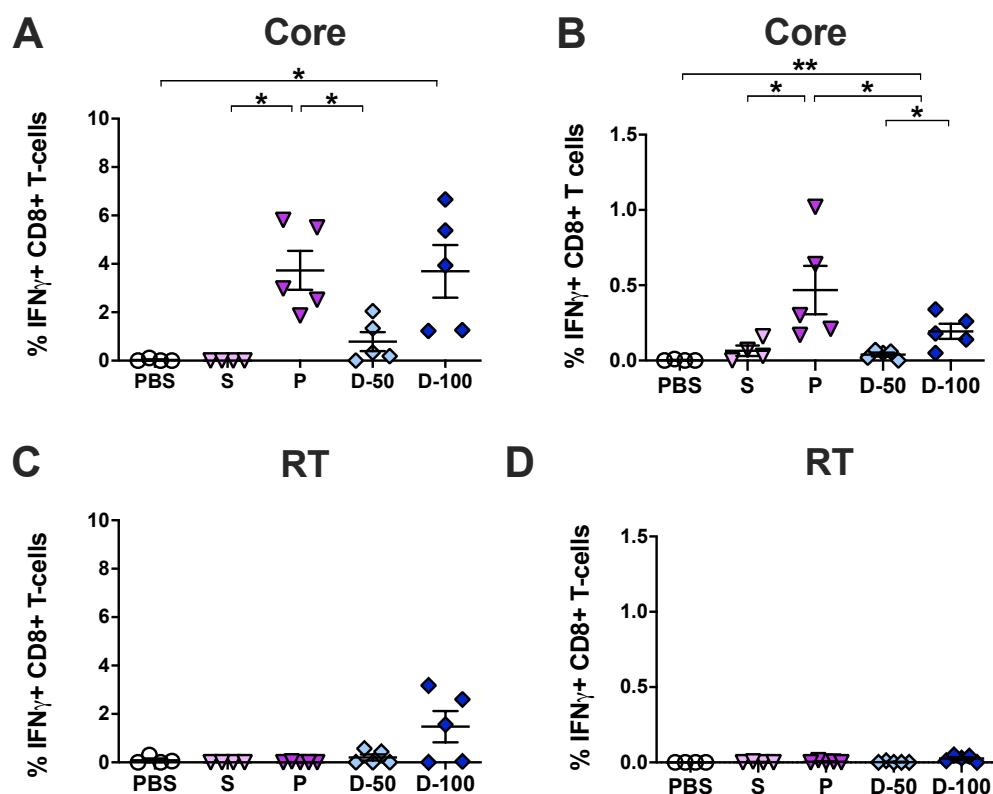 A
Core
*
*
*
% IFNγ+ CD8+ T-cells
10
8
6
4
2
0
PBS
S
P
D-50
D-100
B
Core
**
*
*
*
% IFNγ+ CD8+ T cells
1.5
1.0
0.5
0.0
PBS
S
P
D-50
D-100
C
RT
% IFNγ+ CD8+ T-cells
10
8
6
4
2
0
PBS
S
P
D-50
D-100
D
RT
% IFNγ+ CD8+ T-cells
1.5
1.0
0.5
0.0
PBS
S
P
D-50
D-100